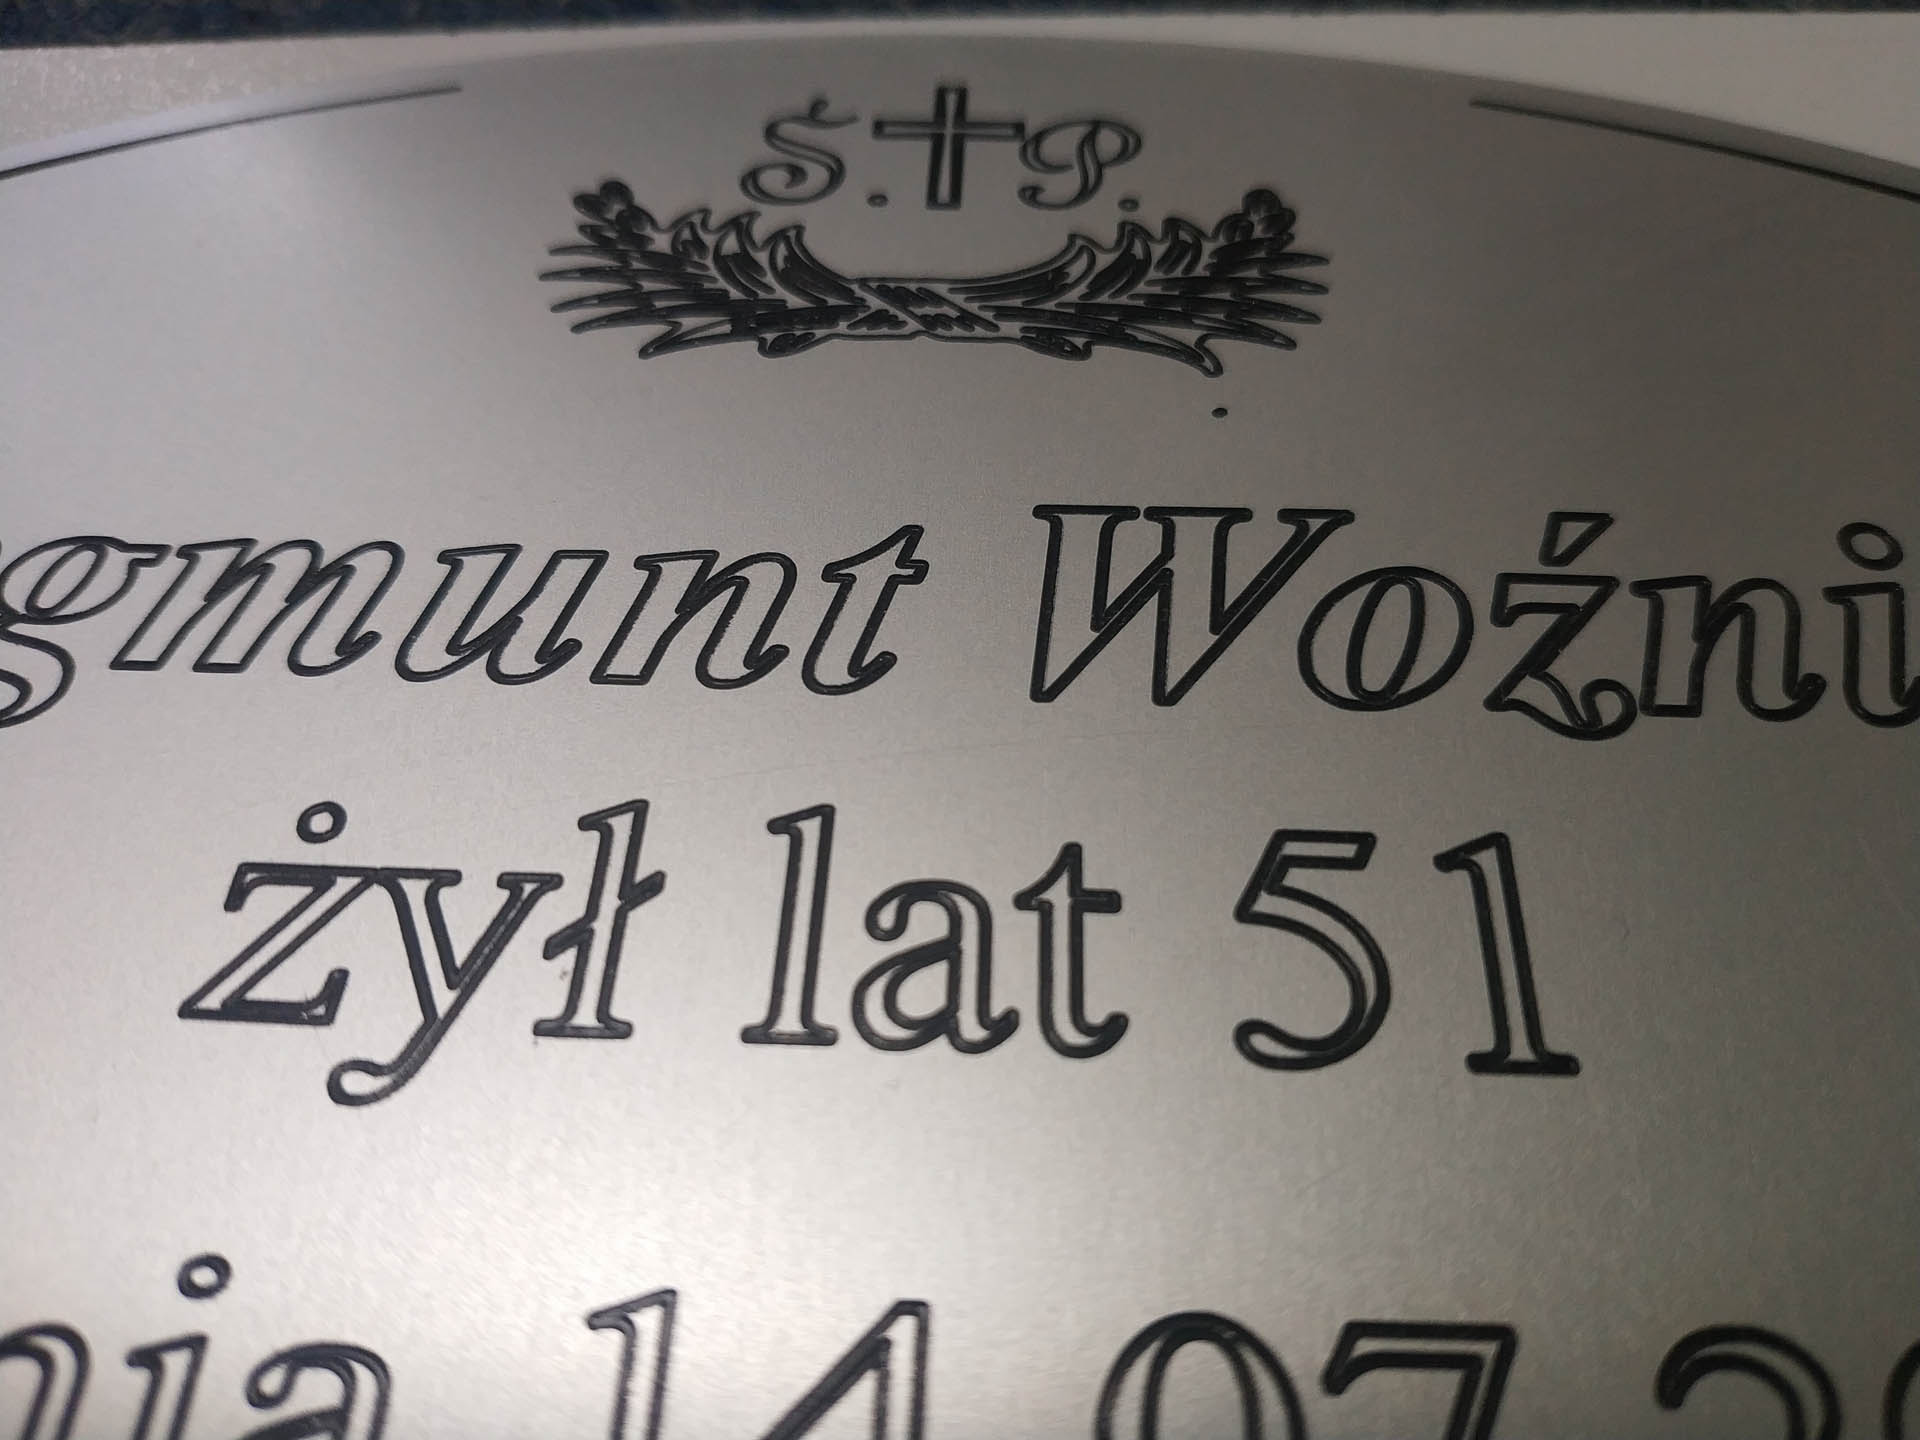 Ś.P.
gmunt Woźni
żył lat 51
nia 14 07 20